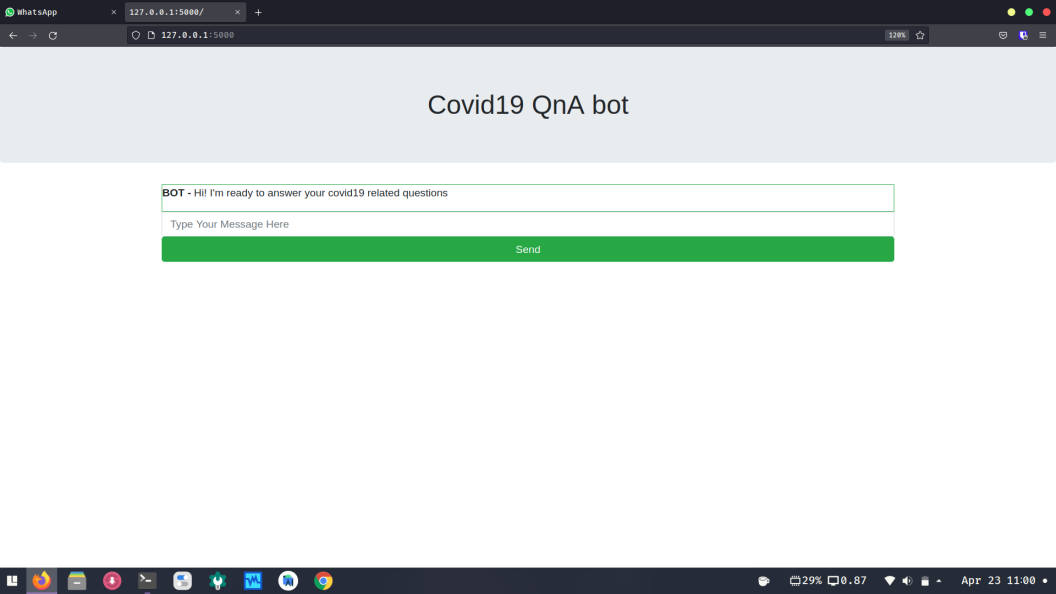 WhatsApp
127.0.0.1:5000/
127.0.0.1:5000
120%
Covid19 QnA bot
BOT - Hi! I'm ready to answer your covid19 related questions
Type Your Message Here
Send
29% 0.87 Apr 23 11:00